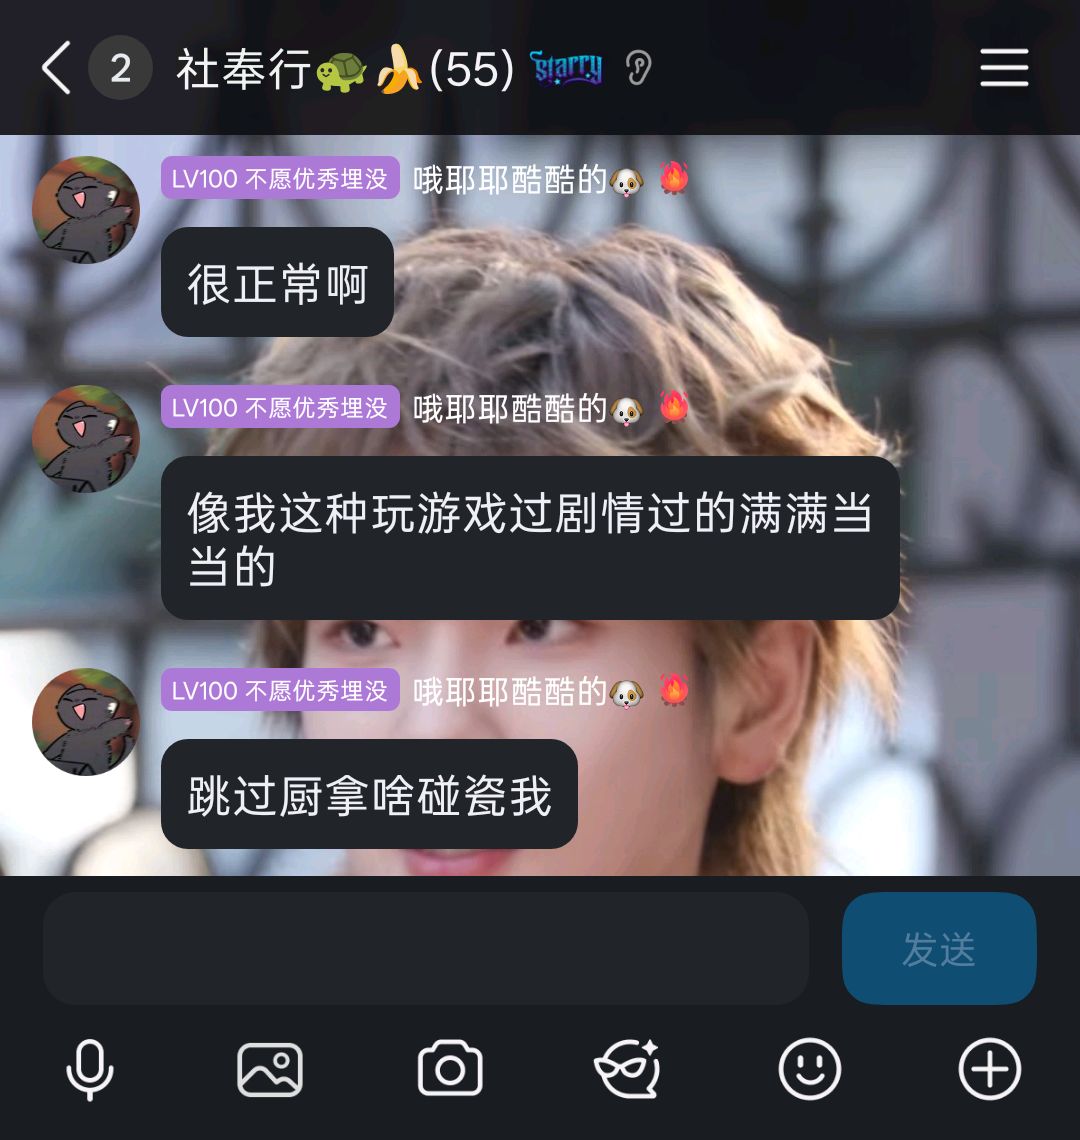 2 社奉行🐢🍌(55) starry
LV100 不愿优秀埋没 哦耶耶酷酷的🐶
很正常啊
LV100 不愿优秀埋没 哦耶耶酷酷的🐶
像我这种玩游戏过剧情过的满满当
当的
LV100 不愿优秀埋没 哦耶耶酷酷的🐶
跳过厨拿啥碰瓷我
发送